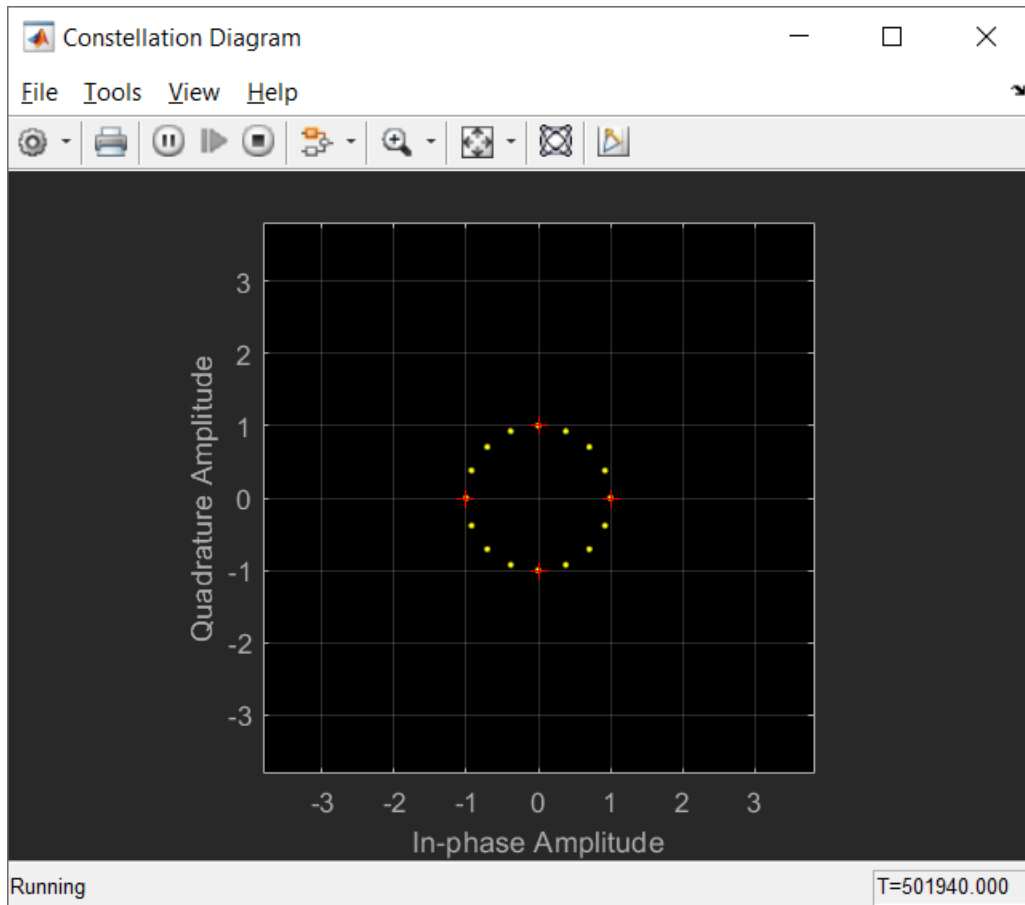 Constellation Diagram
File Tools View Help
3
2
1
0
-1
-2
-3
Quadrature Amplitude
-3 -2 -1 0 1 2 3
In-phase Amplitude
Running
T=501940.000